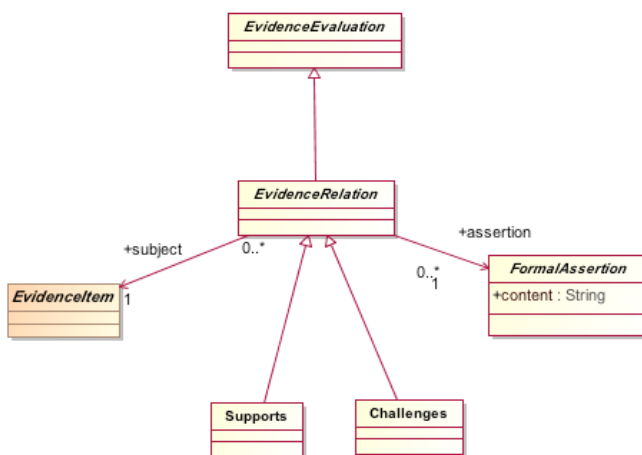 EvidenceEvaluation
EvidenceRelation
+subject
0..*
+assertion
0..*
1
EvidenceItem
1
FormalAssertion
+content : String
Supports
Challenges